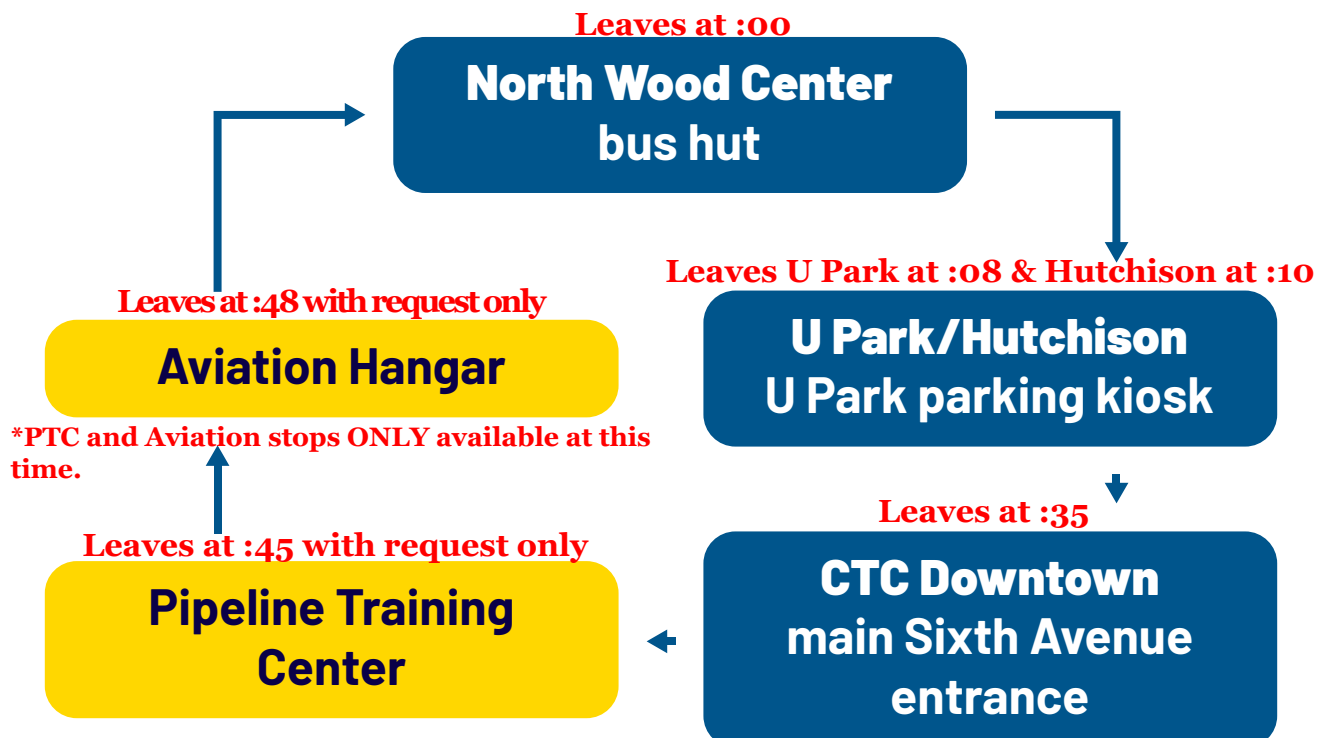 Leaves at :00
North Wood Center
bus hut
Leaves U Park at :08 & Hutchison at :10
U Park/Hutchison
U Park parking kiosk
Leaves at :35
CTC Downtown
main Sixth Avenue
entrance
Leaves at :45 with request only
Pipeline Training
Center
Leaves at :48 with request only
Aviation Hangar
*PTC and Aviation stops ONLY available at this
time.